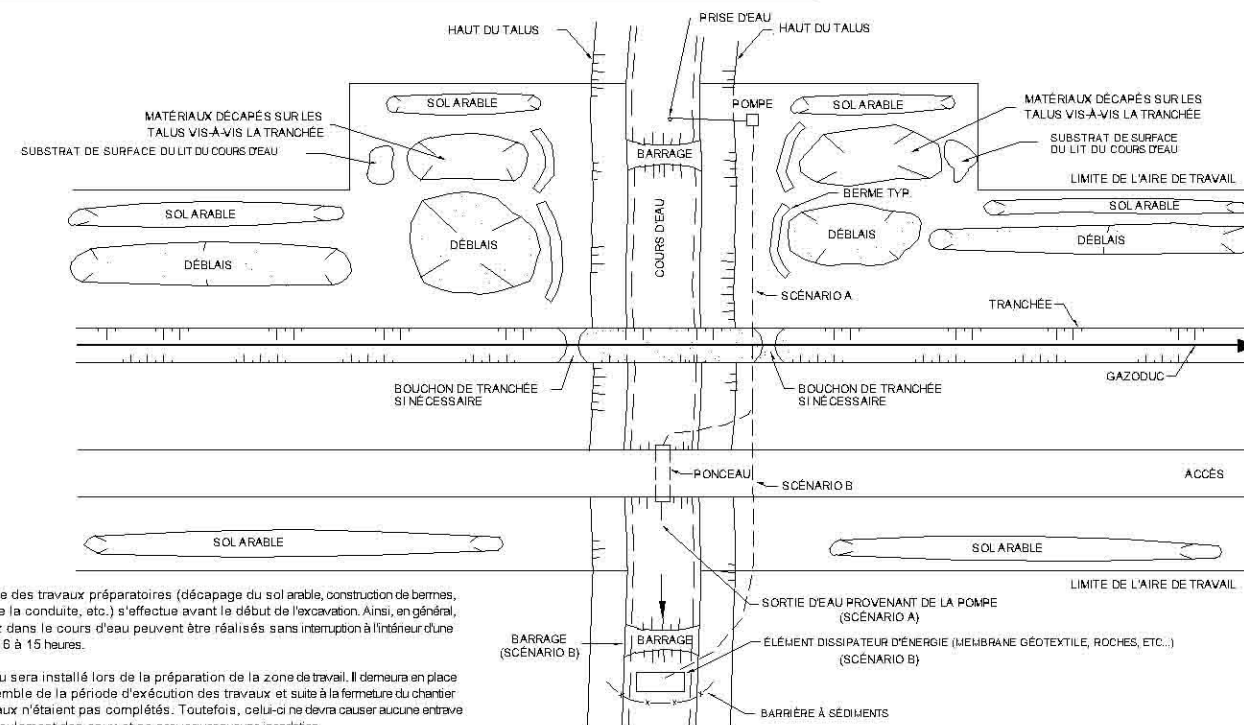 PRISE D'EAU
HAUT DU TALUS
HAUT DU TALUS
SOL ARABLE
POMPE
SOL ARABLE
MATÉRIAUX DÉCAPÉS SUR LES
TALUS VIS-À-VIS LA TRANCHÉE
MATÉRIAUX DÉCAPÉS SUR LES
TALUS VIS-À-VIS LA TRANCHÉE
SUBSTRAT DE SURFACE DU LIT DU COURS D'EAU
BARRAGE
SUBSTRAT DE SURFACE
DU LIT DU COURS D'EAU
LIMITE DE L'AIRE DE TRAVAIL
BERME TYP.
SOL ARABLE
SOL ARABLE
DÉBLAIS
DÉBLAIS
DÉBLAIS
DÉBLAIS
COURS D'EAU
SCÉNARIO A
TRANCHÉE
BOUCHON DE TRANCHÉE
SI NÉCESSAIRE
BOUCHON DE TRANCHÉE
SI NÉCESSAIRE
GAZODUC
PONCEAU
ACCÈS
SCÉNARIO B
SOL ARABLE
SOL ARABLE
LIMITE DE L'AIRE DE TRAVAIL
e des travaux préparatoires (décapage du sol arable, construction de bermes,
e la conduite, etc.) s'effectue avant le début de l'excavation. Ainsi, en général,
dans le cours d'eau peuvent être réalisés sans interruption à l'intérieur d'une
6 à 15 heures.
SORTIE D'EAU PROVENANT DE LA POMPE
(SCÉNARIO A)
BARRAGE
(SCÉNARIO B)
BARRAGE
ÉLÉMENT DISSIPATEUR D'ÉNERGIE (MEMBRANE GÉOTEXTILE, ROCHES, ETC...)
(SCÉNARIO B)
u sera installé lors de la préparation de la zone de travail. Il demeura en place
emble de la période d'exécution des travaux et suite à la fermeture du chantier
aux n'étaient pas complétés. Toutefois, celui-ci ne devra causer aucune entrave
BARRIÈRE À SÉDIMENTS